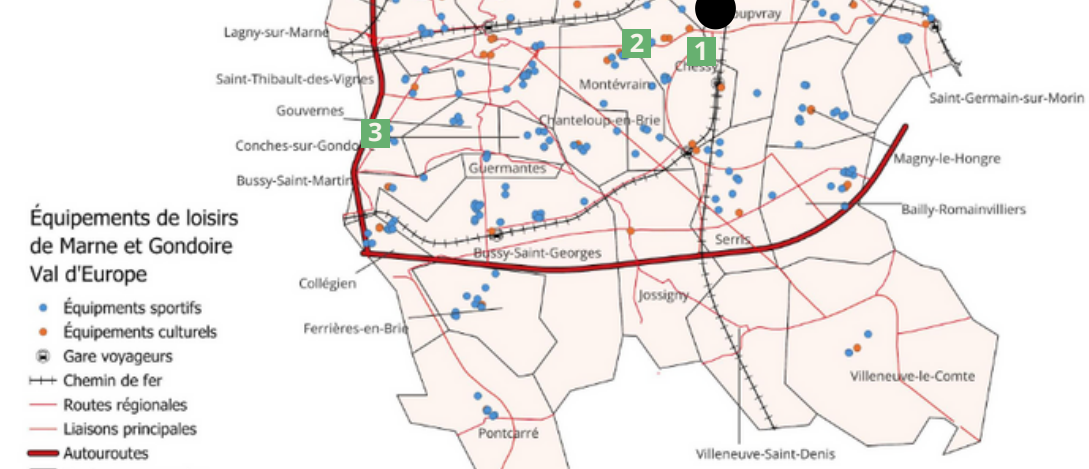 oupvray
Lagny-sur-Marne
2
1
Chessy
Saint-Thibault-des-Vignes
Montévrain
Saint-Germain-sur-Morin
Gouvernes
Chanteloup-en-Brie
3
Conches-sur-Gondo
Magny-le-Hongre
Guermantes
Bussy-Saint-Martin
Bailly-Romainvilliers
Équipements de loisirs
de Marne et Gondoire
Val d'Europe
Serris
Bussy-Saint-Georges
Collégien
Jossigny
Équipments sportifs
Équipements culturels
Ferrières-en-Brie
Gare voyageurs
Chemin de fer
Villeneuve-le-Comte
Routes régionales
Liaisons principales
Pontcarré
Autouroutes
Villeneuve-Saint-Denis